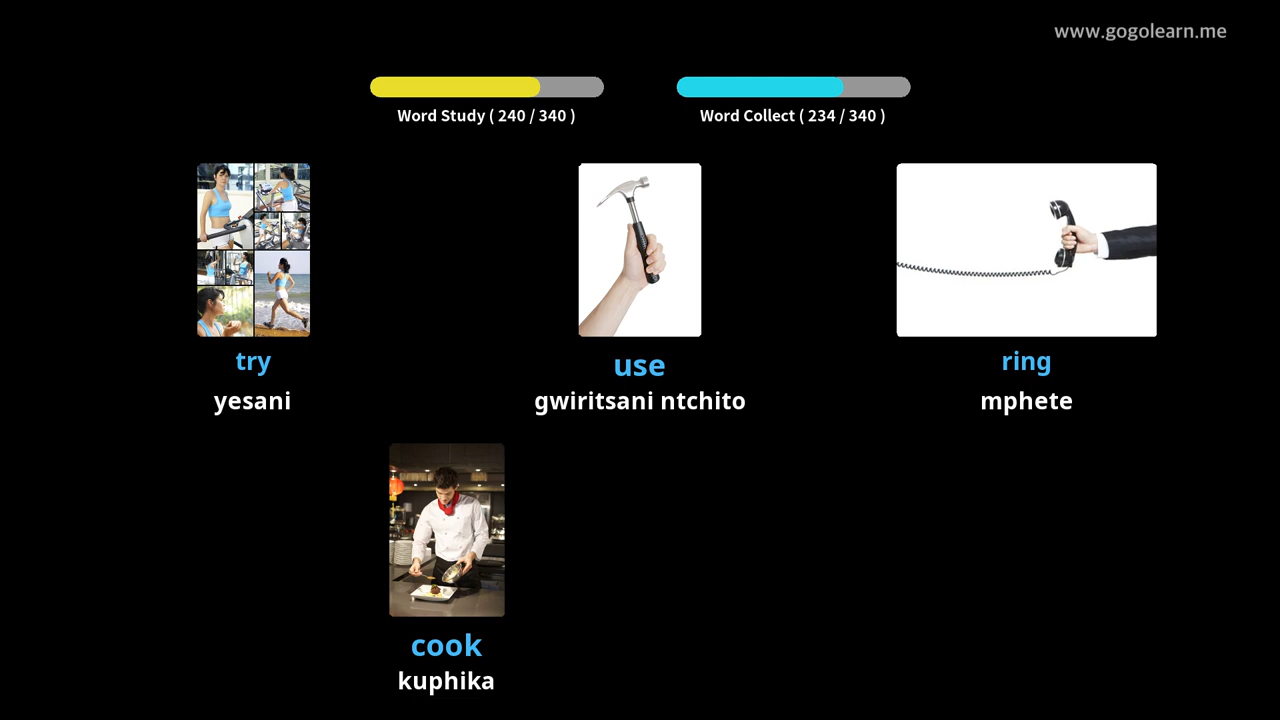 www.gogolearn.me
Word Study ( 240 / 340 )
Word Collect ( 234 / 340 )
try
yesani
use
gwiritsani ntchito
ring
mphete
cook
kuphika